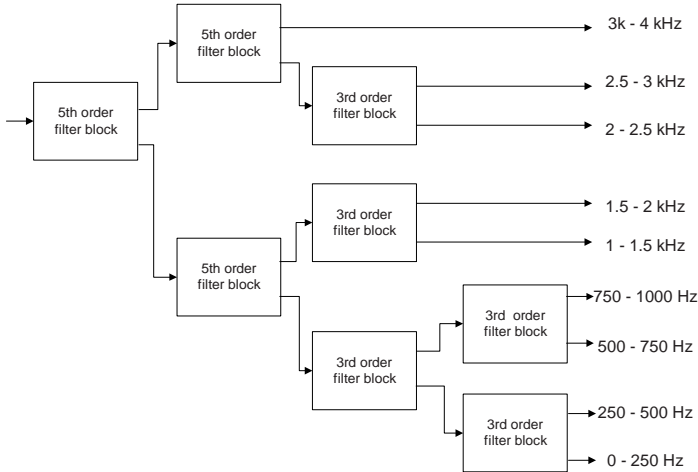 5th order
filter block
3k - 4 kHz
5th order
filter block
3rd order
filter block
2.5 - 3 kHz
2 - 2.5 kHz
5th order
filter block
3rd order
filter block
1.5 - 2 kHz
1 - 1.5 kHz
3rd order
filter block
3rd order
filter block
750 - 1000 Hz
500 - 750 Hz
3rd order
filter block
250 - 500 Hz
0 - 250 Hz